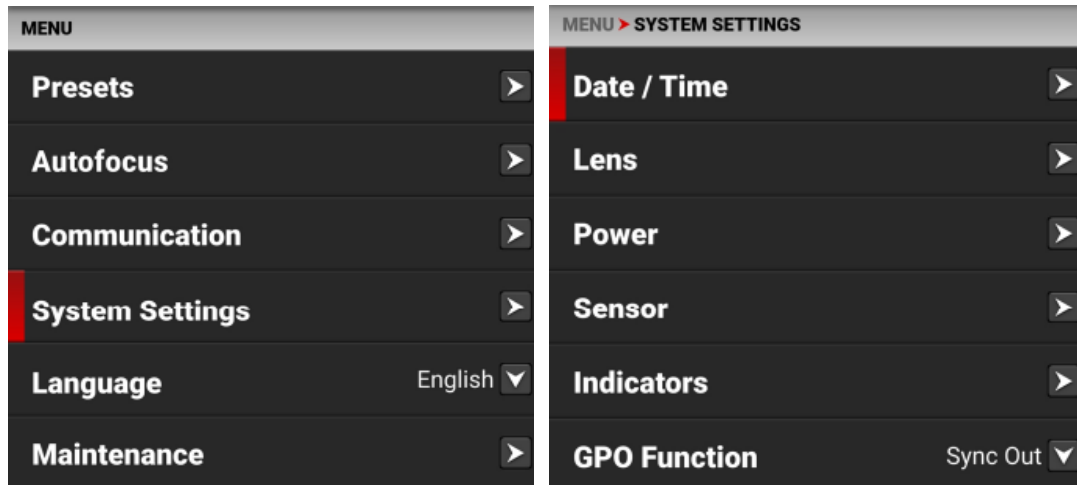 MENU
Presets
Autofocus
Communication
System Settings
Language English
Maintenance
MENU > SYSTEM SETTINGS
Date / Time
Lens
Power
Sensor
Indicators
GPO Function Sync Out